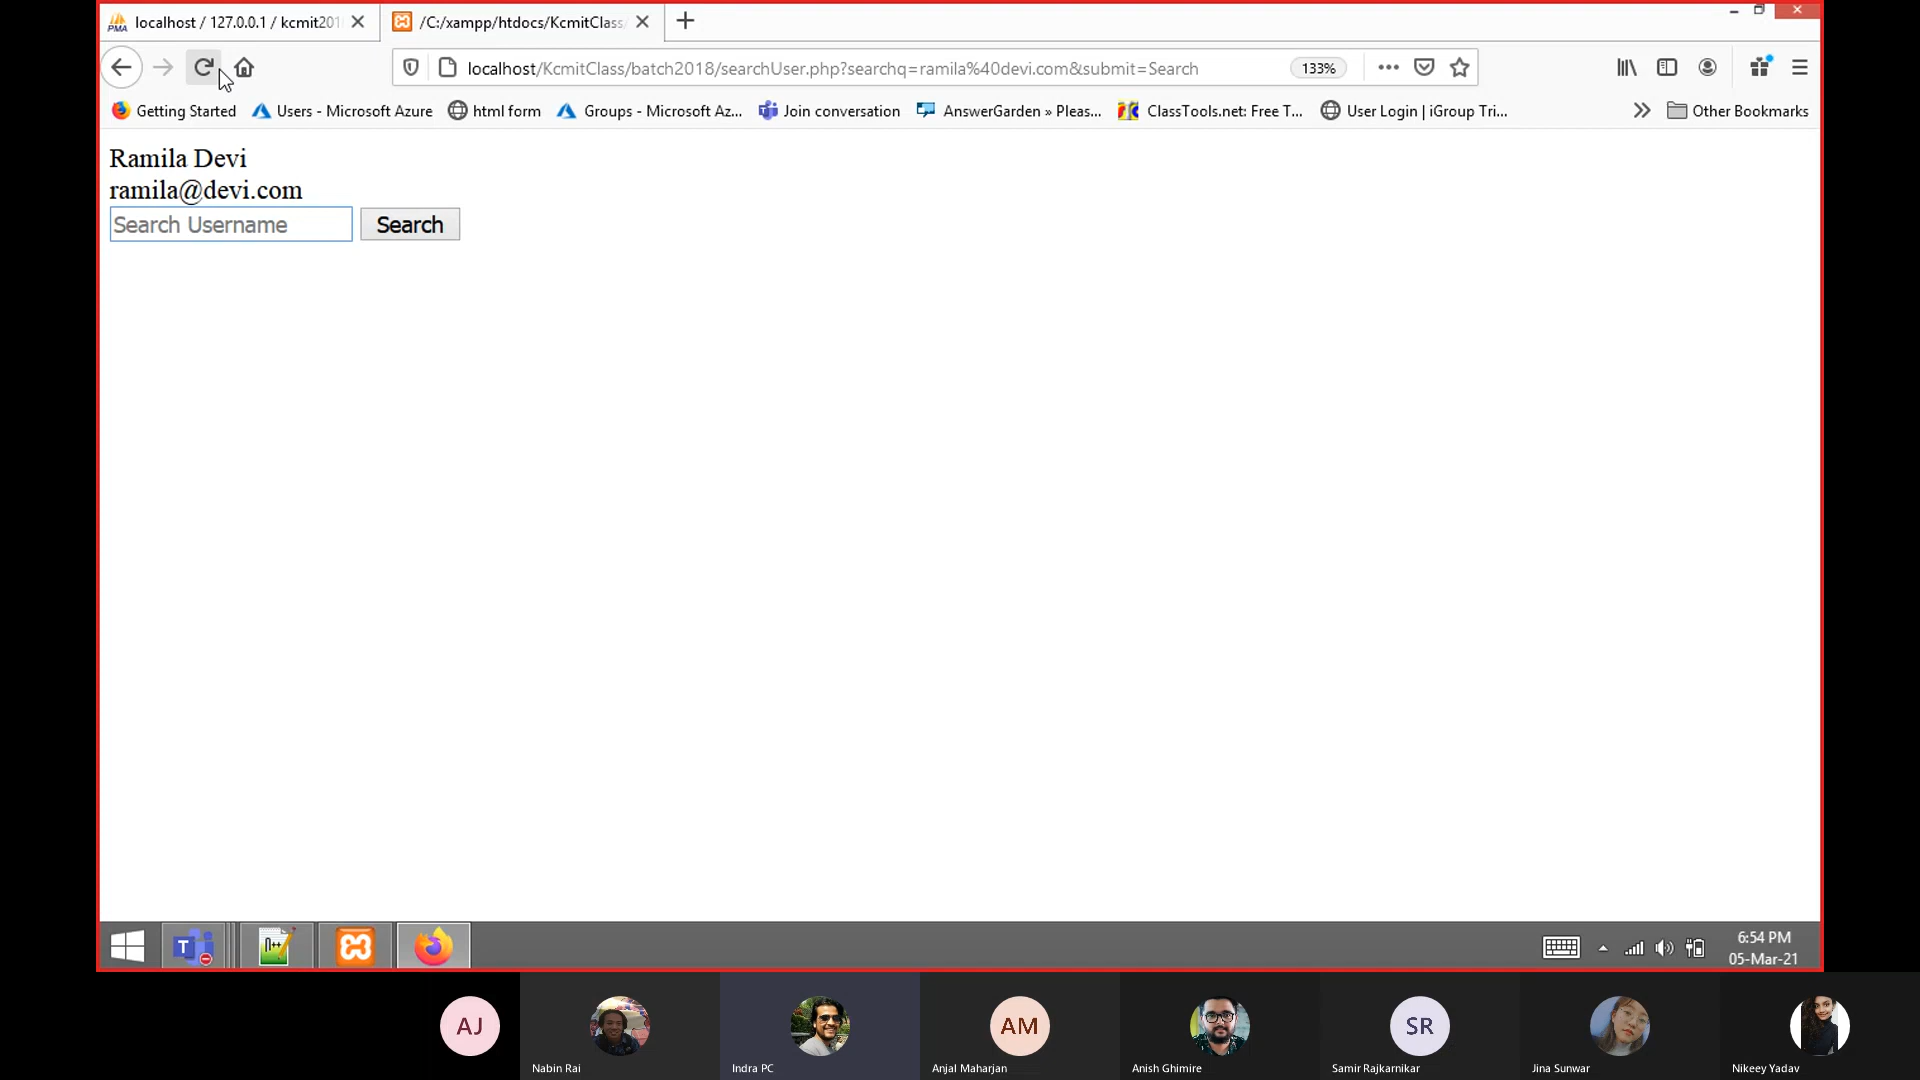 localhost / 127.0.0.1 / kcmit201
/C:/xampp/htdocs/KcmitClass/
localhost/KcmitClass/batch2018/searchUser.php?searchq=ramila%40devi.com&submit=Search
133%
Getting Started
Users - Microsoft Azure
html form
Groups - Microsoft Az...
Join conversation
AnswerGarden » Pleas...
ClassTools.net: Free T...
User Login | iGroup Tri...
Other Bookmarks
Ramila Devi
ramila@devi.com
Search Username
Search
6:54 PM
05-Mar-21
AJ
Nabin Rai
Indra PC
AM
Anjal Maharjan
Anish Ghimire
SR
Samir Rajkarnikar
Jina Sunwar
Nikeey Yadav